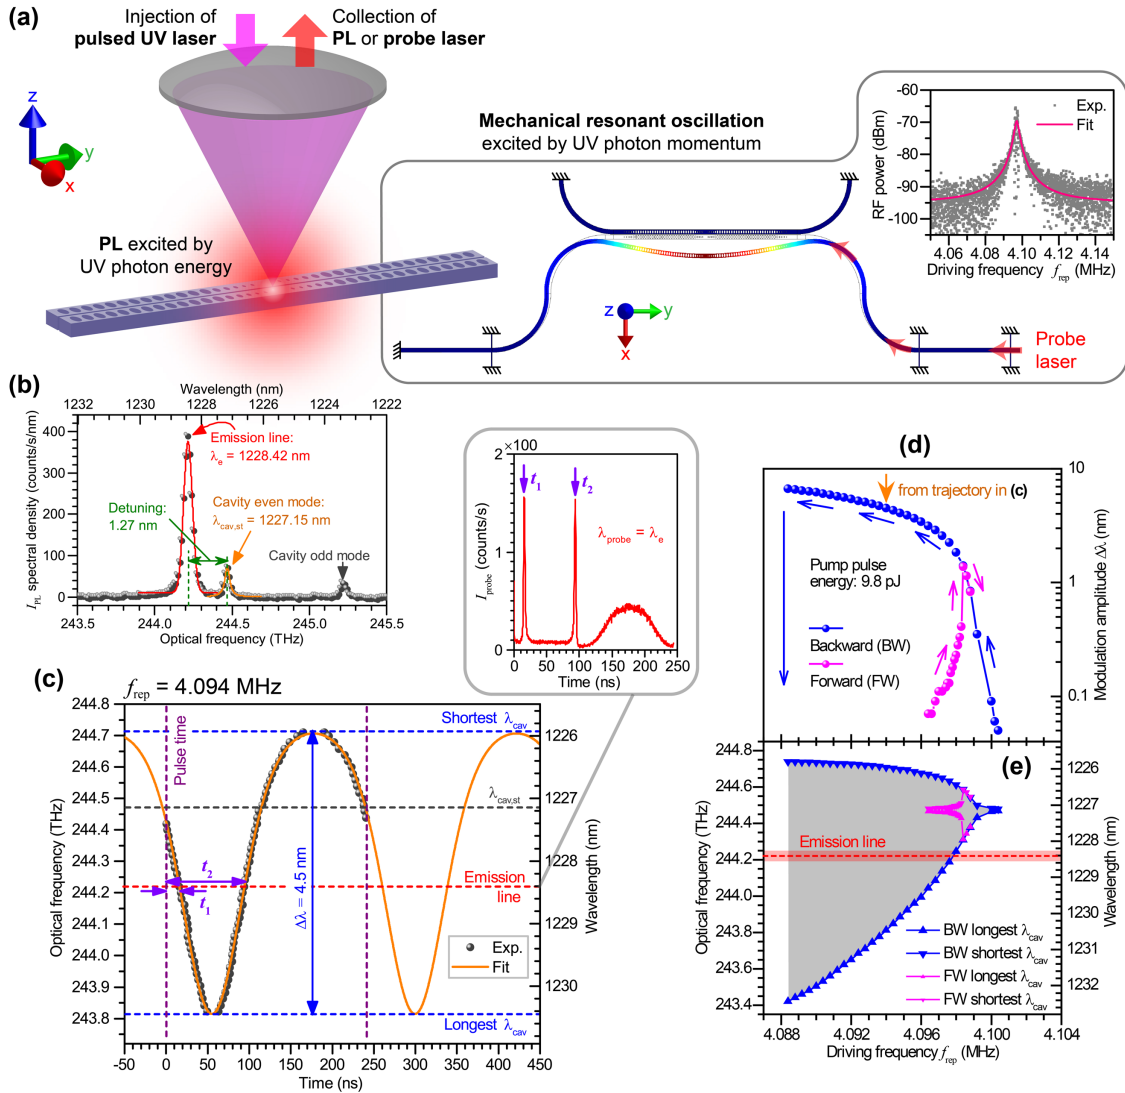 (a)
Injection of
pulsed UV laser
Collection of
PL or probe laser
z
y
x
PL excited by
UV photon energy
Mechanical resonant oscillation
excited by UV photon momentum
z
y
x
Probe
laser
-60
-70
-80
-90
-100
RF power (dBm)
Exp.
Fit
4.06 4.08 4.10 4.12 4.14
Driving frequency f_rep (MHz)
(b)
Wavelength (nm)
1232 1230 1228 1226 1224 1222
I_PL spectral density (counts/s/nm)
400
300
200
100
0
Emission line:
λ_e = 1228.42 nm
Detuning:
1.27 nm
Cavity even mode:
λ_cav,st = 1227.15 nm
Cavity odd mode
243.5 244.0 244.5 245.0 245.5
Optical frequency (THz)
×100
2
1
0
I_probe (counts/s)
t_1
t_2
λ_probe = λ_e
0 50 100 150 200 250
Time (ns)
(c)
f_rep = 4.094 MHz
244.8
244.7
244.6
244.5
244.4
244.3
244.2
244.1
244.0
243.9
243.8
Optical frequency (THz)
Pulse time
Shortest λ_cav
λ_cav,st
t_2
t_1
Δλ = 4.5 nm
Emission
line
Exp.
Fit
Longest λ_cav
1226
1227
1228
1229
1230
Wavelength (nm)
-50 0 50 100 150 200 250 300 350 400 450
Time (ns)
(d)
from trajectory in (c)
Pump pulse
energy: 9.8 pJ
Backward (BW)
Forward (FW)
10
1
0.1
Modulation amplitude Δλ (nm)
(e)
244.8
244.6
244.4
244.2
244.0
243.8
243.6
243.4
Optical frequency (THz)
Emission line
BW longest λ_cav
BW shortest λ_cav
FW longest λ_cav
FW shortest λ_cav
1226
1227
1228
1229
1230
1231
1232
Wavelength (nm)
4.088 4.092 4.096 4.100 4.104
Driving frequency f_rep (MHz)